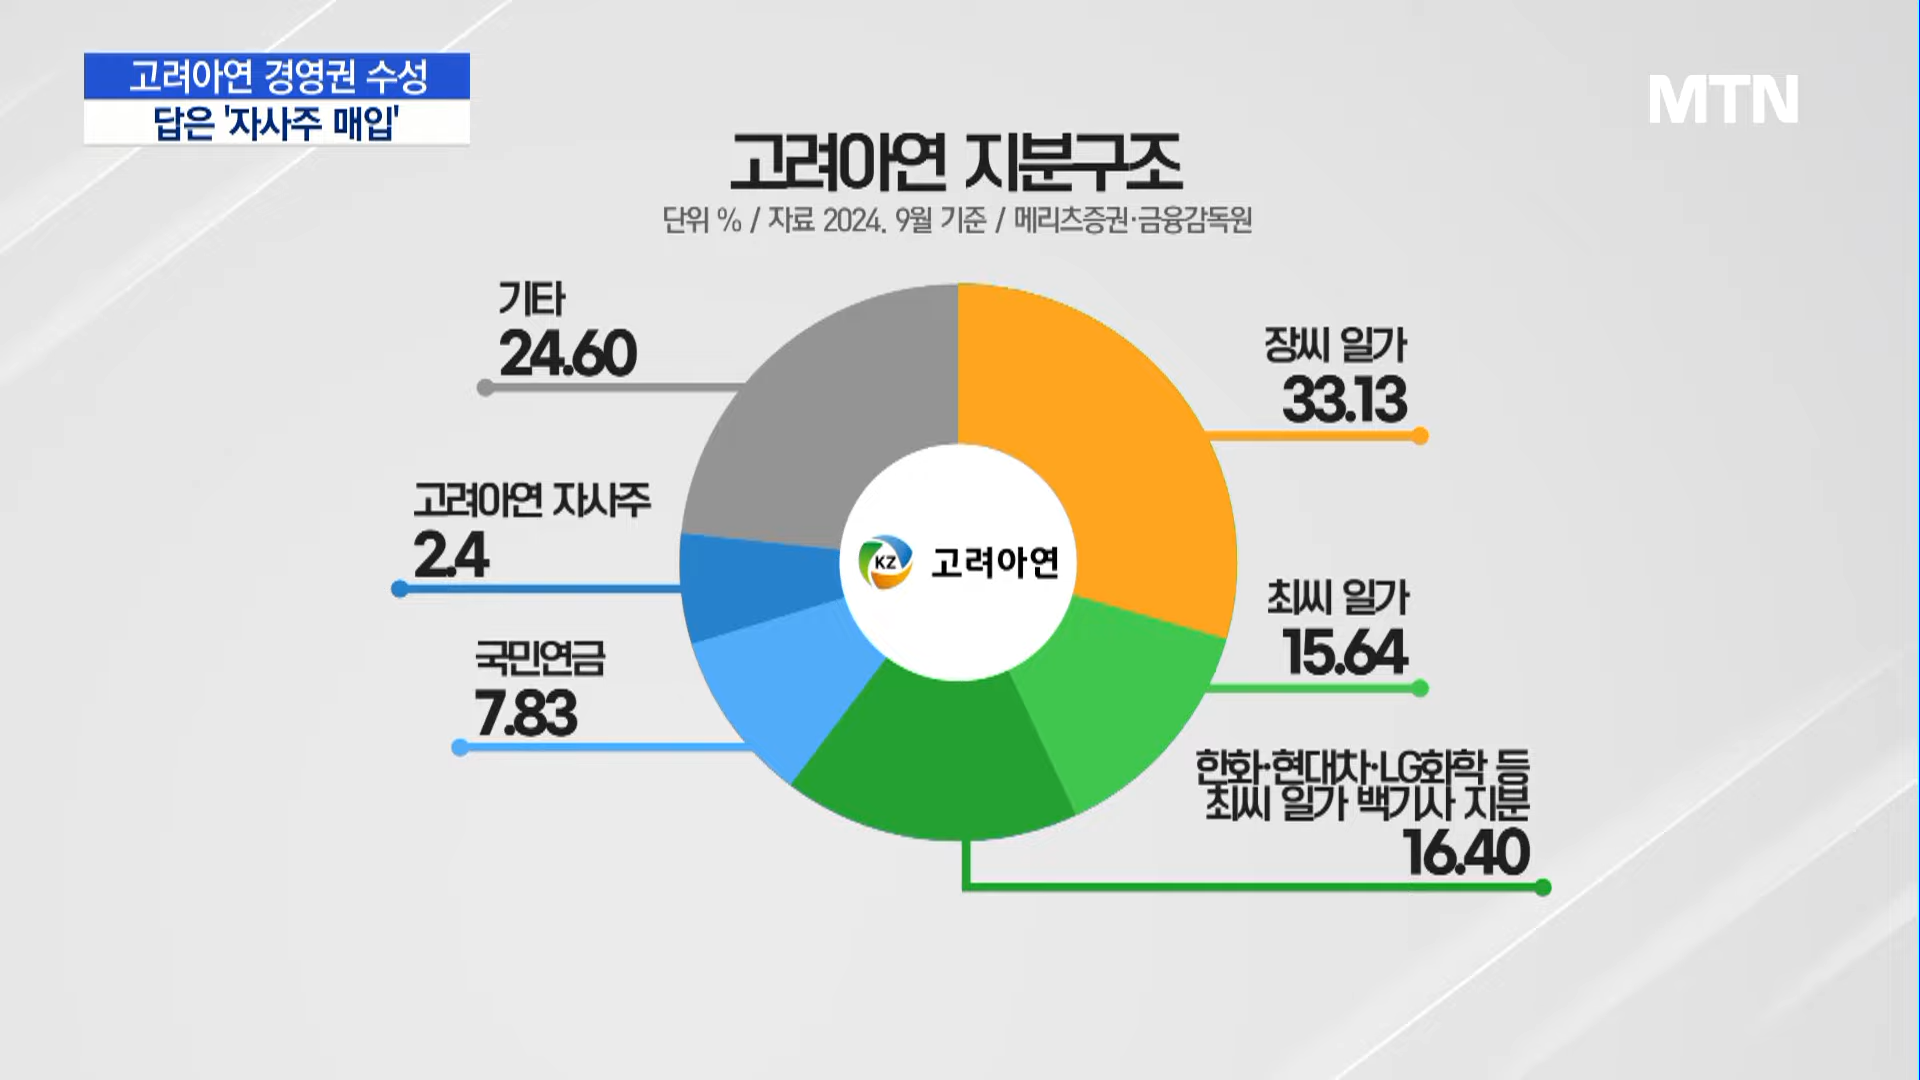 고려아연 경영권 수성
답은 '자사주 매입'
MTN
고려아연 지분구조
단위 % / 자료 2024. 9월 기준 / 메리츠증권·금융감독원
기타
24.60
장씨 일가
33.13
고려아연 자사주
2.4
KZ 고려아연
최씨 일가
15.64
국민연금
7.83
한화·현대차·LG화학 등
최씨 일가 백기사 지분
16.40